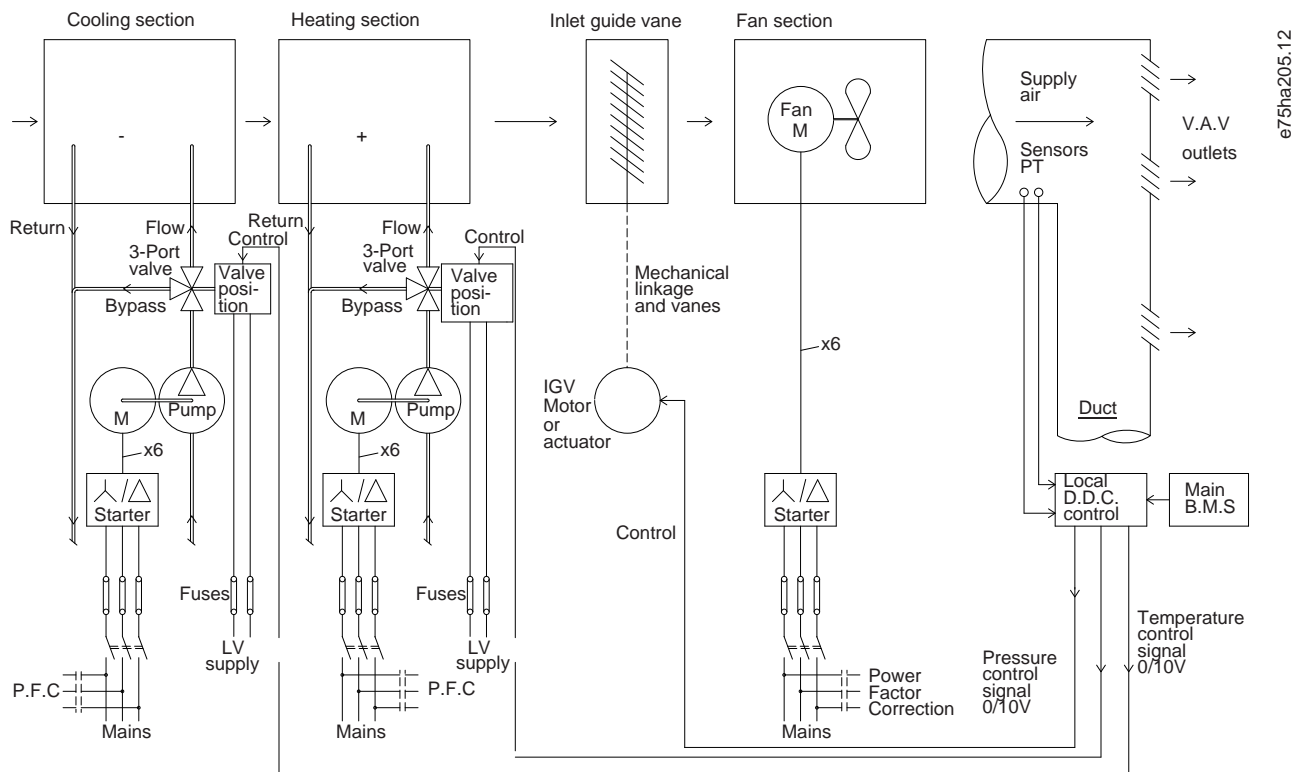 Cooling section
Heating section
Inlet guide vane
Fan section
e75ha205.12
-
+
Fan
M
Supply
air
Sensors
PT
V.A.V
outlets
Return
Flow
Control
3-Port
valve
Valve
posi-
tion
Bypass
Return
Flow
Control
3-Port
valve
Valve
posi-
tion
Bypass
Mechanical
linkage
and vanes
x6
M
Pump
M
Pump
IGV
Motor
or
actuator
Duct
x6
x6
Starter
Starter
Starter
Local
D.D.C.
control
Main
B.M.S
Control
Fuses
Fuses
LV
supply
LV
supply
P.F.C
P.F.C
Power
Factor
Correction
Pressure
control
signal
0/10V
Temperature
control
signal
0/10V
Mains
Mains
Mains